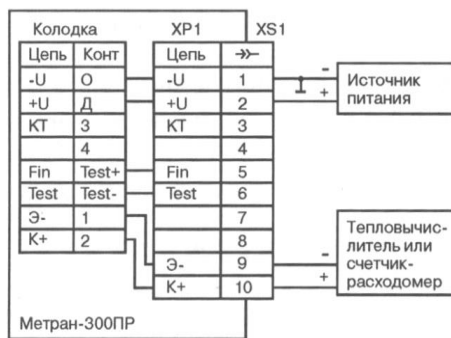 Колодка XP1 XS1
Цепь Конт Цепь
-U О -U 1 -
+U Д +U 2 +
КТ 3 КТ 3
4 4
Fin Test+ Fin 5
Test Test- Test 6
Э- 1 7
К+ 2 8
Э- 9 -
К+ 10 +
Источник
питания
Тепловычис-
литель или
счетчик-
расходомер
Метран-300ПР